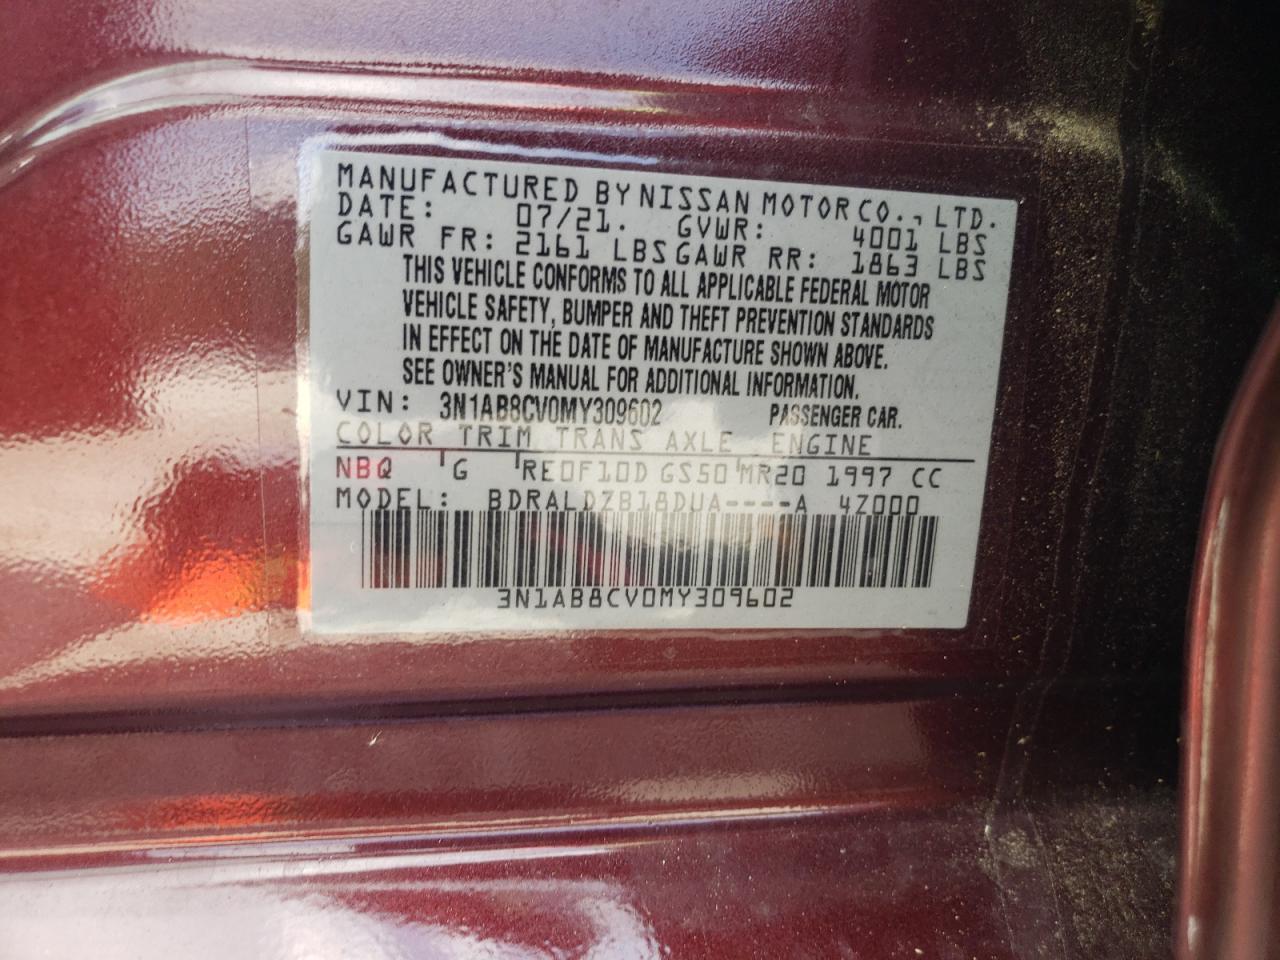 MANUFACTURED BY NISSAN MOTOR CO., LTD.
DATE: 07/21. GVWR: 4001 LBS
GAWR FR: 2161 LBS GAWR RR: 1863 LBS
THIS VEHICLE CONFORMS TO ALL APPLICABLE FEDERAL MOTOR
VEHICLE SAFETY, BUMPER AND THEFT PREVENTION STANDARDS
IN EFFECT ON THE DATE OF MANUFACTURE SHOWN ABOVE.
SEE OWNER'S MANUAL FOR ADDITIONAL INFORMATION.
VIN: 3N1AB8CV0MY309602 PASSENGER CAR.
COLOR TRIM TRANS AXLE ENGINE
NBQ G RE0F10D GS50 MR20 1997 CC
MODEL: BDRALDZB18DUA----A 4Z000
3N1AB8CV0MY309602